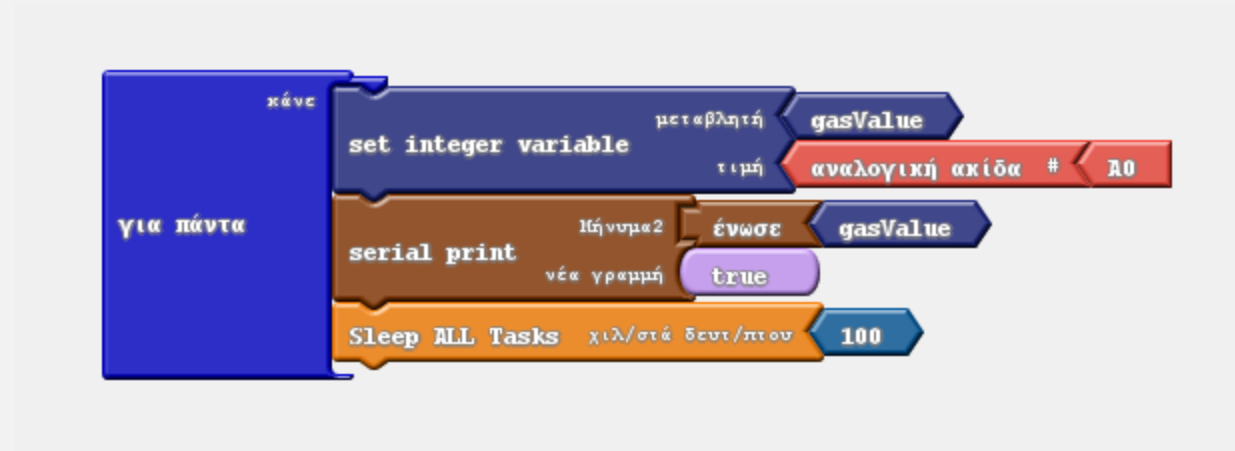 κάνε
μεταβλητή gasValue
set integer variable
τιμή αναλογική ακίδα # A0
για πάντα
Μήνυμα2 ένωσε gasValue
serial print
νέα γραμμή true
Sleep ALL Tasks χιλ/στά δευτ/πτου 100